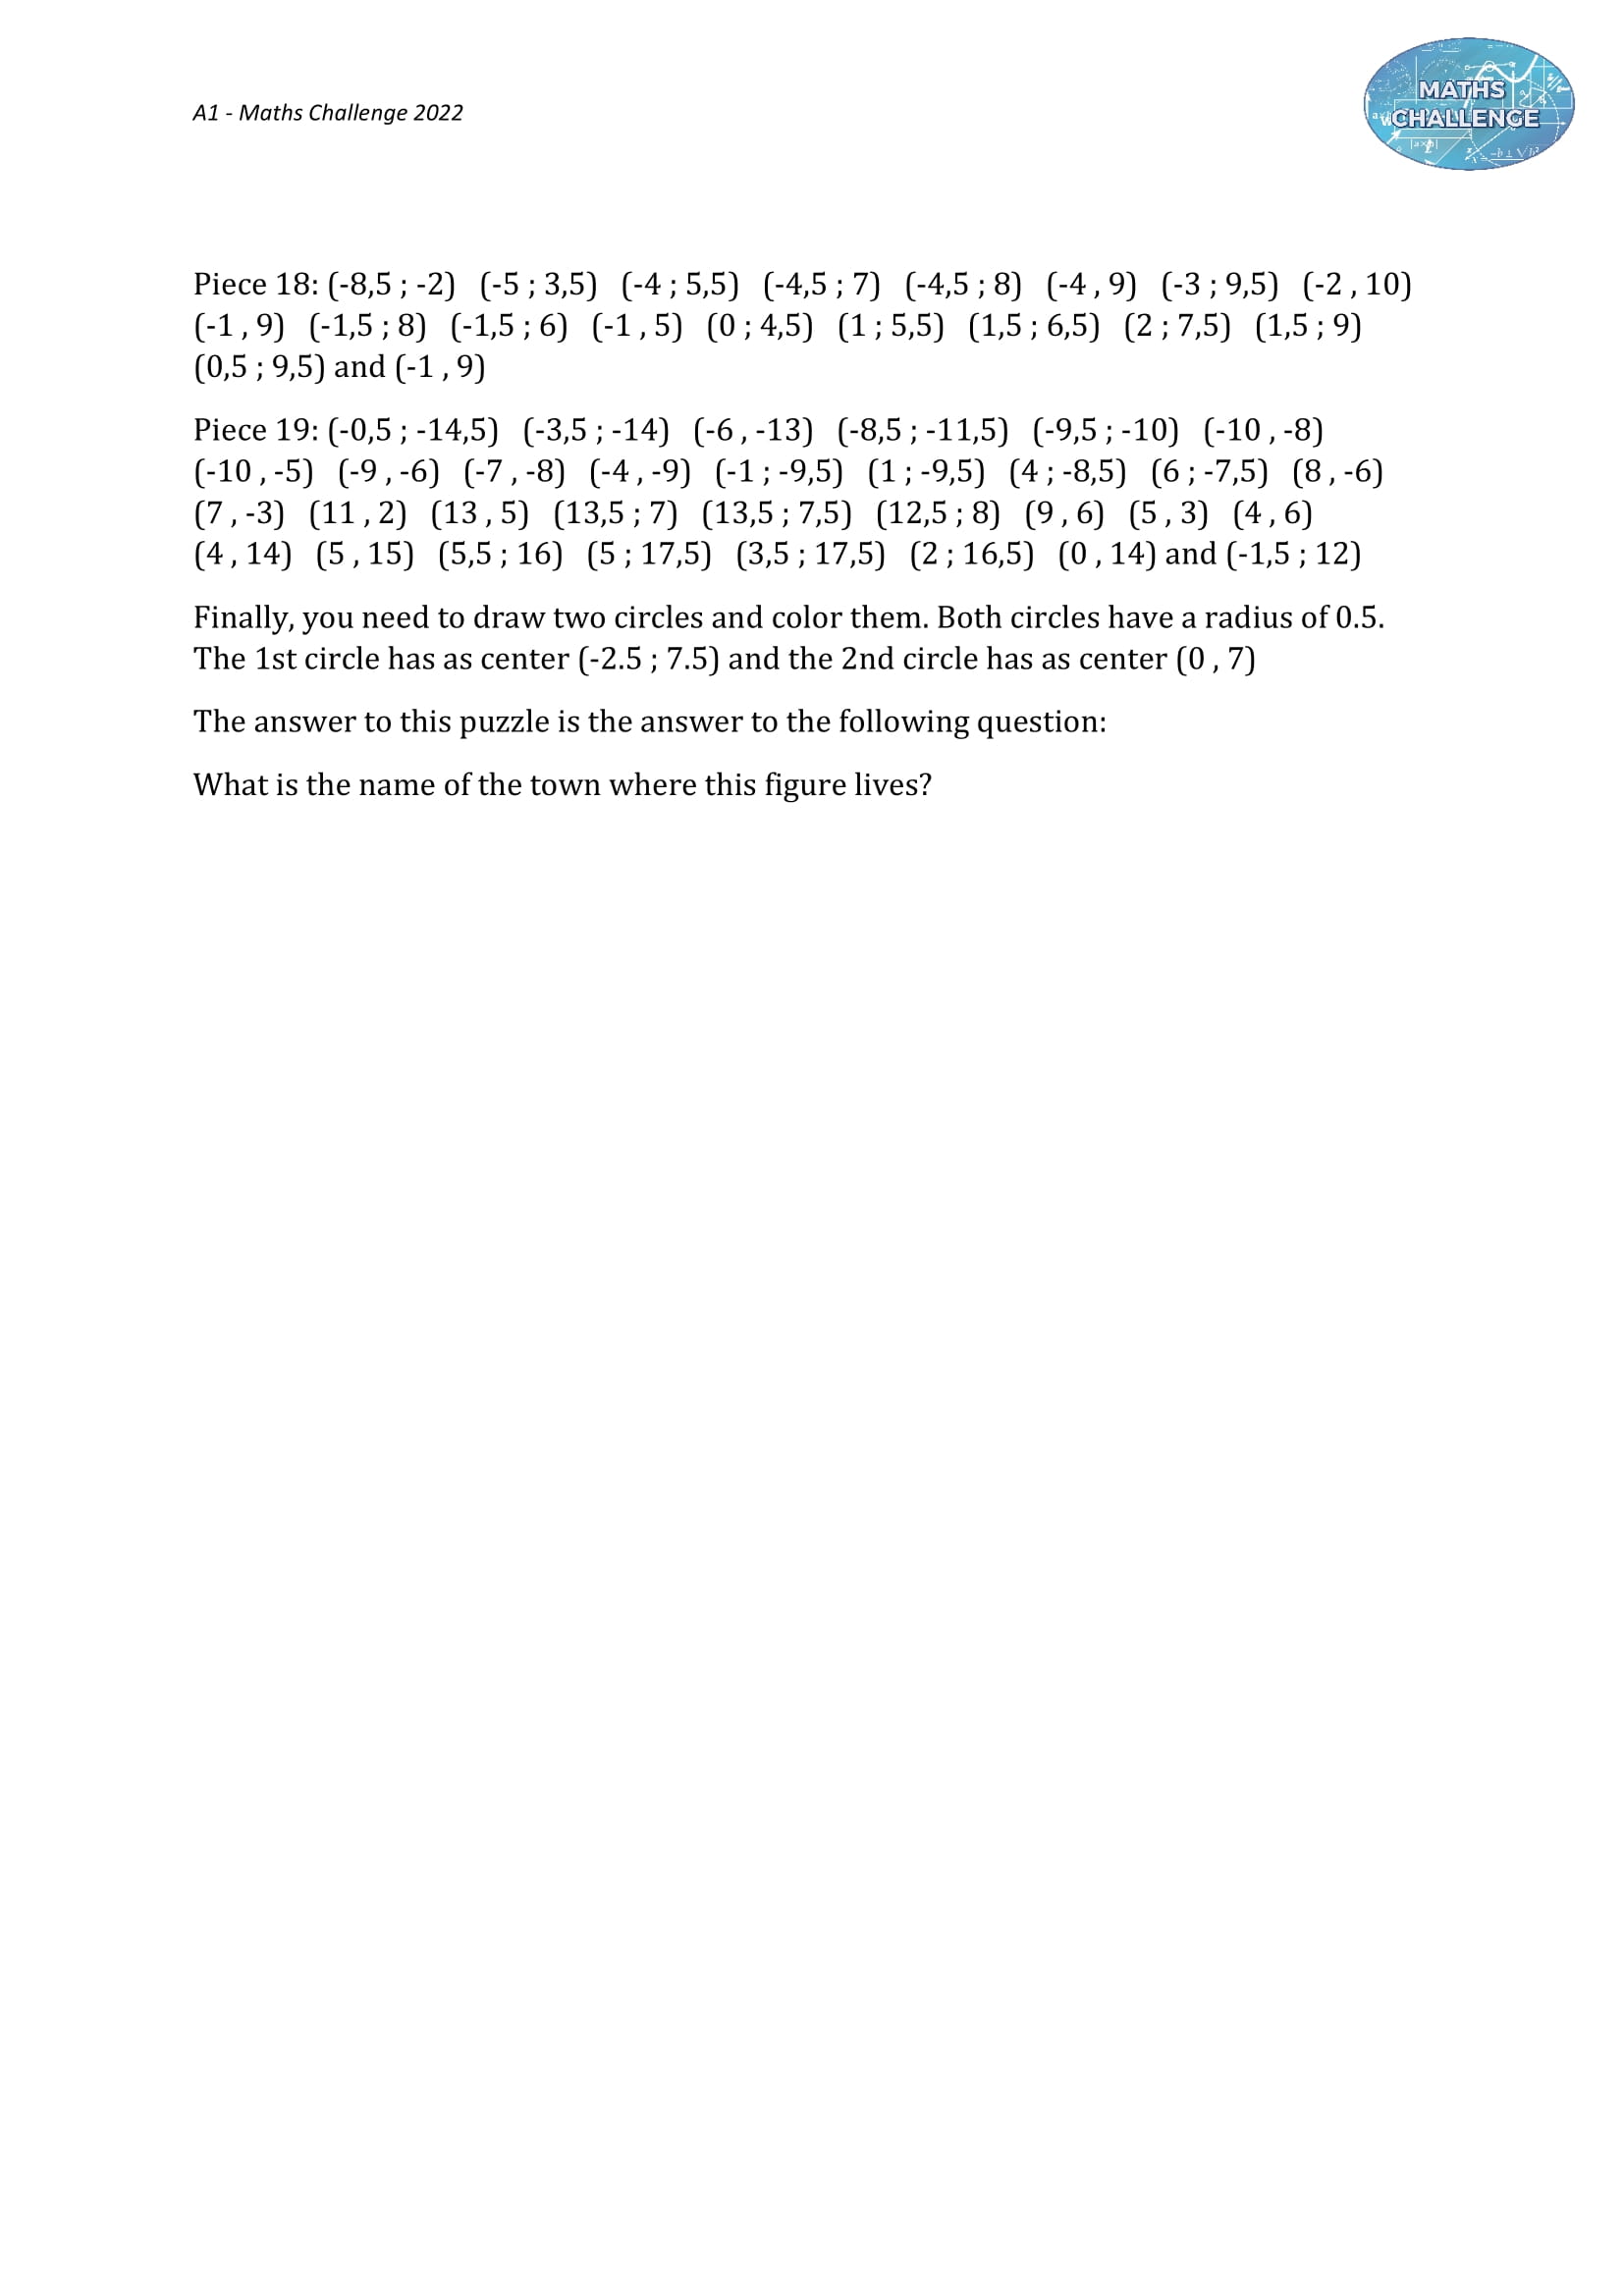 A1 - Maths Challenge 2022
MATHS
CHALLENGE
Piece 18: (-8,5 ; -2) (-5 ; 3,5) (-4 ; 5,5) (-4,5 ; 7) (-4,5 ; 8) (-4 , 9) (-3 ; 9,5) (-2 , 10)
(-1 , 9) (-1,5 ; 8) (-1,5 ; 6) (-1 , 5) (0 ; 4,5) (1 ; 5,5) (1,5 ; 6,5) (2 ; 7,5) (1,5 ; 9)
(0,5 ; 9,5) and (-1 , 9)
Piece 19: (-0,5 ; -14,5) (-3,5 ; -14) (-6 , -13) (-8,5 ; -11,5) (-9,5 ; -10) (-10 , -8)
(-10 , -5) (-9 , -6) (-7 , -8) (-4 , -9) (-1 ; -9,5) (1 ; -9,5) (4 ; -8,5) (6 ; -7,5) (8 , -6)
(7 , -3) (11 , 2) (13 , 5) (13,5 ; 7) (13,5 ; 7,5) (12,5 ; 8) (9 , 6) (5 , 3) (4 , 6)
(4 , 14) (5 , 15) (5,5 ; 16) (5 ; 17,5) (3,5 ; 17,5) (2 ; 16,5) (0 , 14) and (-1,5 ; 12)
Finally, you need to draw two circles and color them. Both circles have a radius of 0.5.
The 1st circle has as center (-2.5 ; 7.5) and the 2nd circle has as center (0 , 7)
The answer to this puzzle is the answer to the following question:
What is the name of the town where this figure lives?